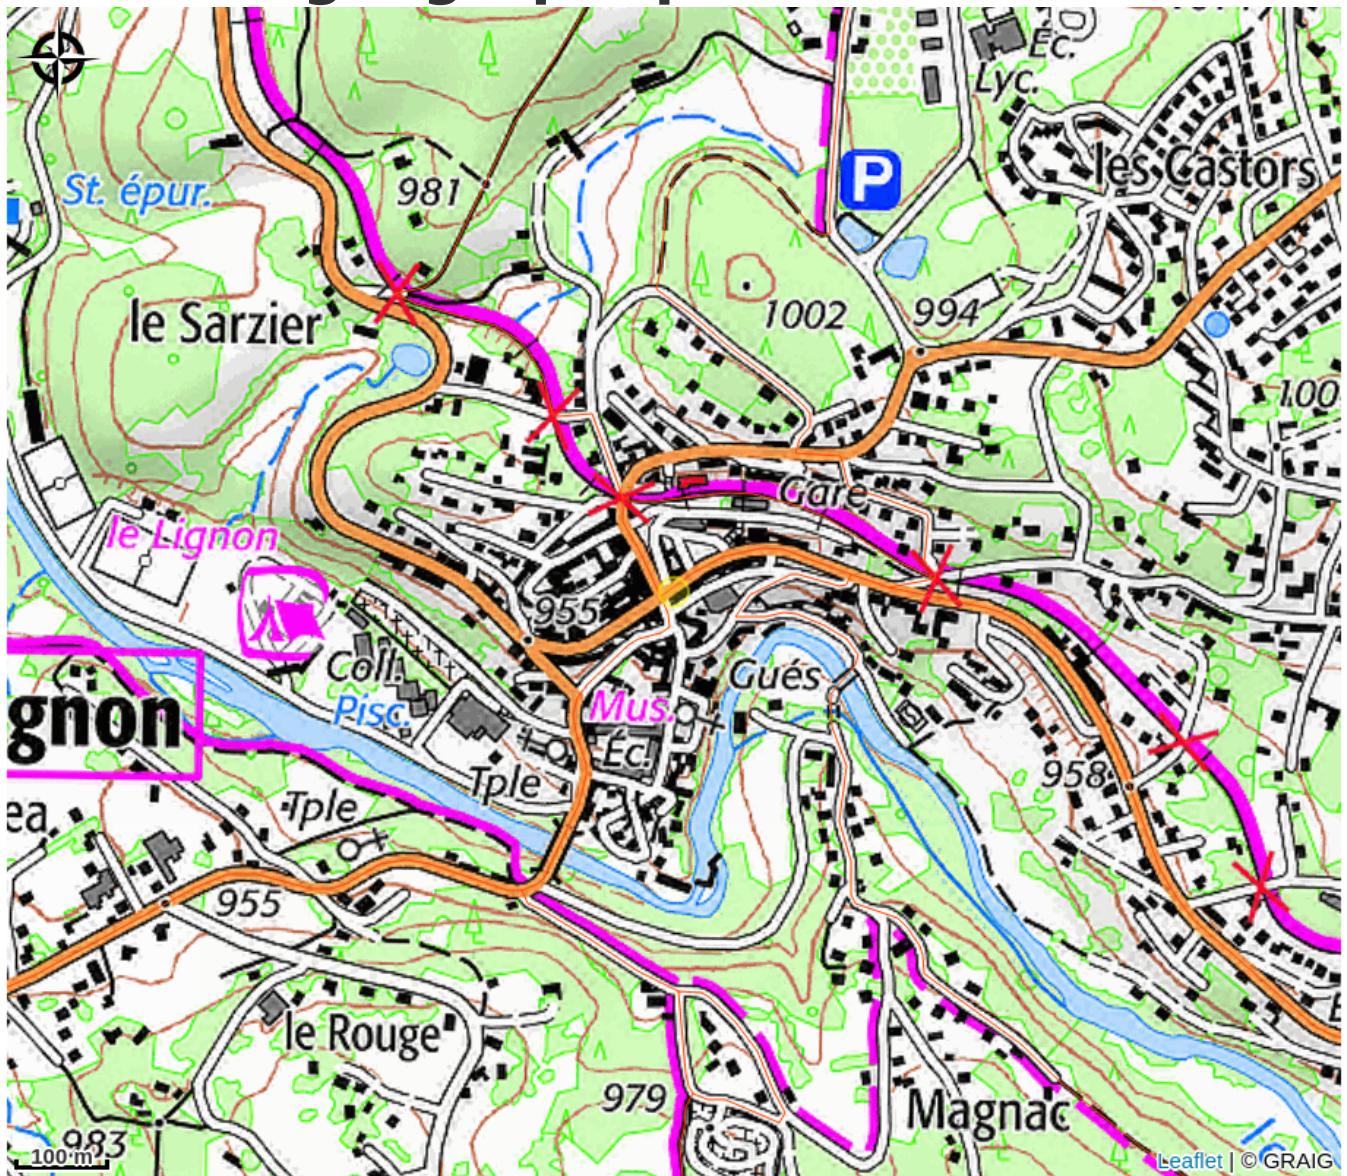 Éc.
Lyc.
P
les Castors
St. épur.
981
1002
994
le Sarzier
100
Gare
le Lignon
955
Coll.
Gués
Pisc.
Mus.
gnon
Éc.
Tple
958
Tple
ea
955
le Rouge
979
Magnac
983
100 m
Leaflet | © GRAIG